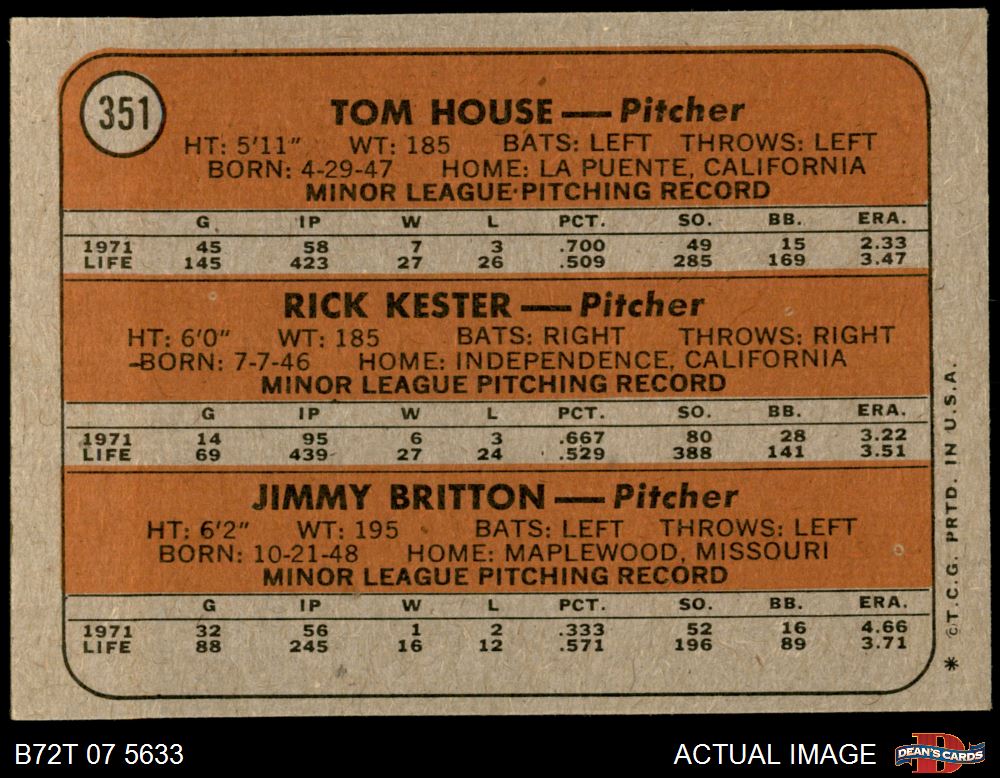 351
TOM HOUSE—Pitcher
HT: 5'11" WT: 185 BATS: LEFT THROWS: LEFT
BORN: 4-29-47 HOME: LA PUENTE, CALIFORNIA
MINOR LEAGUE PITCHING RECORD
G IP W L PCT. SO. BB. ERA.
1971 45 58 7 3 .700 49 15 2.33
LIFE 145 423 27 26 .509 285 169 3.47
RICK KESTER—Pitcher
HT: 6'0" WT: 185 BATS: RIGHT THROWS: RIGHT
BORN: 7-7-46 HOME: INDEPENDENCE, CALIFORNIA
MINOR LEAGUE PITCHING RECORD
G IP W L PCT. SO. BB. ERA.
1971 14 95 6 3 .667 80 28 3.22
LIFE 69 439 27 24 .529 388 141 3.51
JIMMY BRITTON—Pitcher
HT: 6'2" WT: 195 BATS: LEFT THROWS: LEFT
BORN: 10-21-48 HOME: MAPLEWOOD, MISSOURI
MINOR LEAGUE PITCHING RECORD
G IP W L PCT. SO. BB. ERA.
1971 32 56 1 2 .333 52 16 4.66
LIFE 88 245 16 12 .571 196 89 3.71
* ©T.C.G. PRTD. IN U.S.A.
B72T 07 5633 ACTUAL IMAGE DEAN'S CARDS